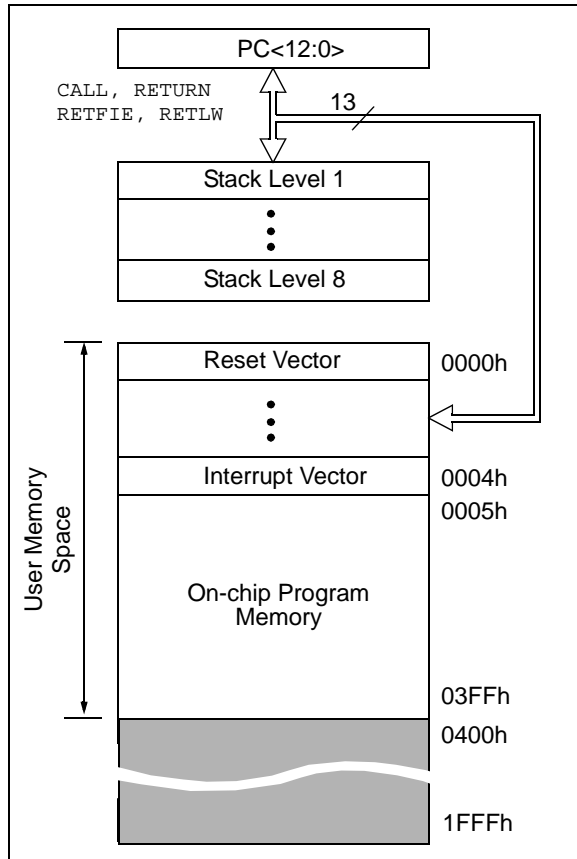 PC<12:0>
CALL, RETURN
RETFIE, RETLW
13
Stack Level 1
Stack Level 8
Reset Vector
0000h
Interrupt Vector
0004h
0005h
User Memory
Space
On-chip Program
Memory
03FFh
0400h
1FFFh